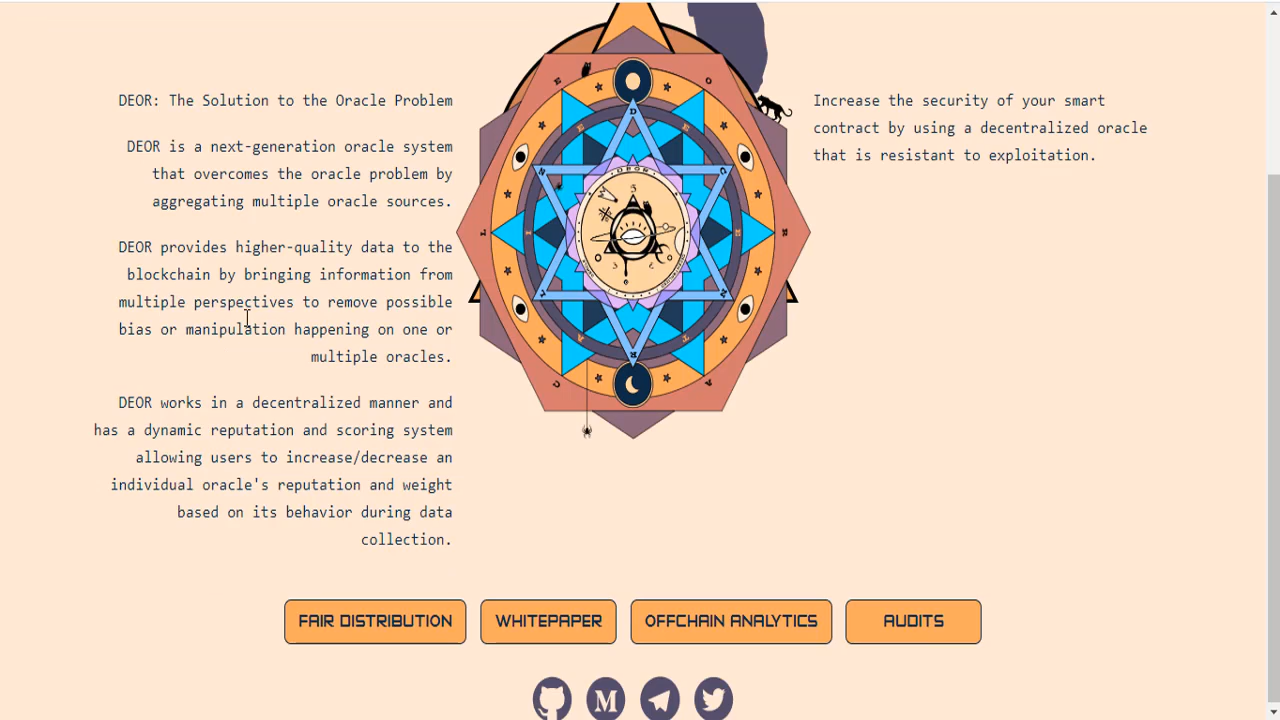 DEOR: The Solution to the Oracle Problem
DEOR is a next-generation oracle system
that overcomes the oracle problem by
aggregating multiple oracle sources.
DEOR provides higher-quality data to the
blockchain by bringing information from
multiple perspectives to remove possible
bias or manipulation happening on one or
multiple oracles.
DEOR works in a decentralized manner and
has a dynamic reputation and scoring system
allowing users to increase/decrease an
individual oracle's reputation and weight
based on its behavior during data
collection.
Increase the security of your smart
contract by using a decentralized oracle
that is resistant to exploitation.
FAIR DISTRIBUTION
WHITEPAPER
OFFCHAIN ANALYTICS
AUDITS